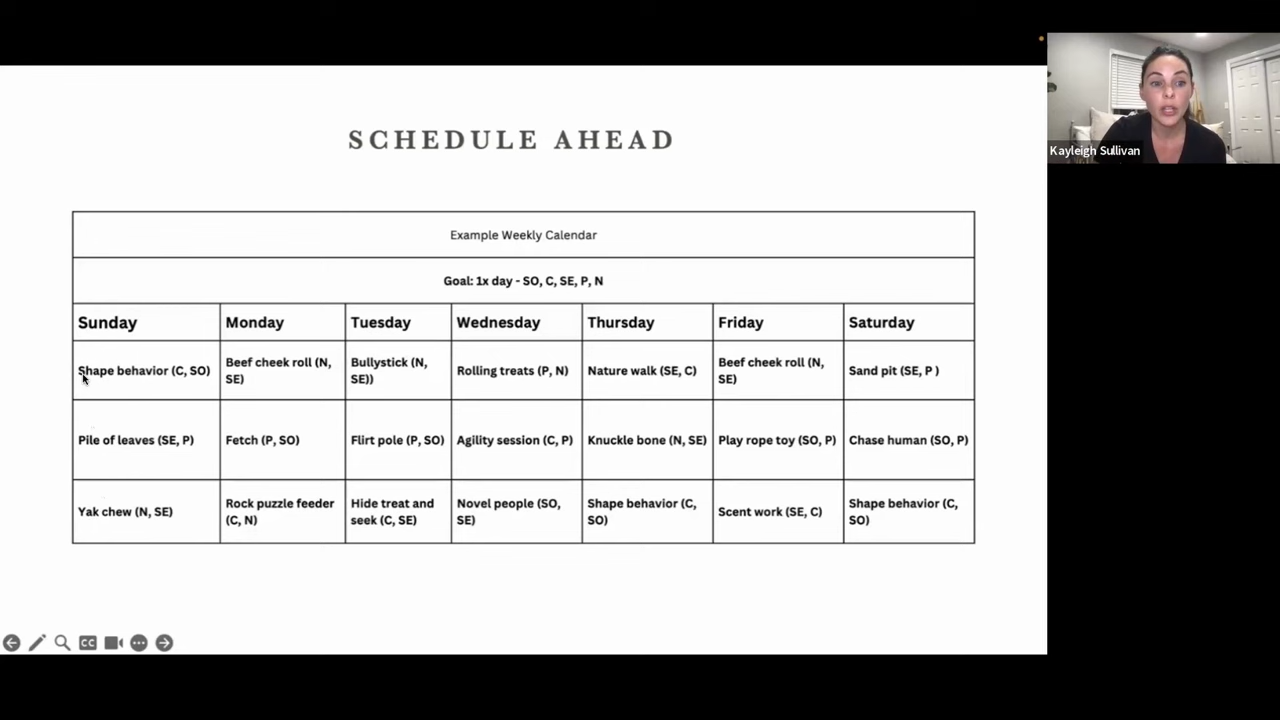 Kayleigh Sullivan
SCHEDULE AHEAD
Example Weekly Calendar
Goal: 1x day - SO, C, SE, P, N
Sunday
Monday
Tuesday
Wednesday
Thursday
Friday
Saturday
Shape behavior (C, SO)
Beef cheek roll (N,
SE)
Bullystick (N,
SE))
Rolling treats (P, N)
Nature walk (SE, C)
Beef cheek roll (N,
SE)
Sand pit (SE, P )
Pile of leaves (SE, P)
Fetch (P, SO)
Flirt pole (P, SO)
Agility session (C, P)
Knuckle bone (N, SE)
Play rope toy (SO, P)
Chase human (SO, P)
Yak chew (N, SE)
Rock puzzle feeder
(C, N)
Hide treat and
seek (C, SE)
Novel people (SO,
SE)
Shape behavior (C,
SO)
Scent work (SE, C)
Shape behavior (C,
SO)
CC